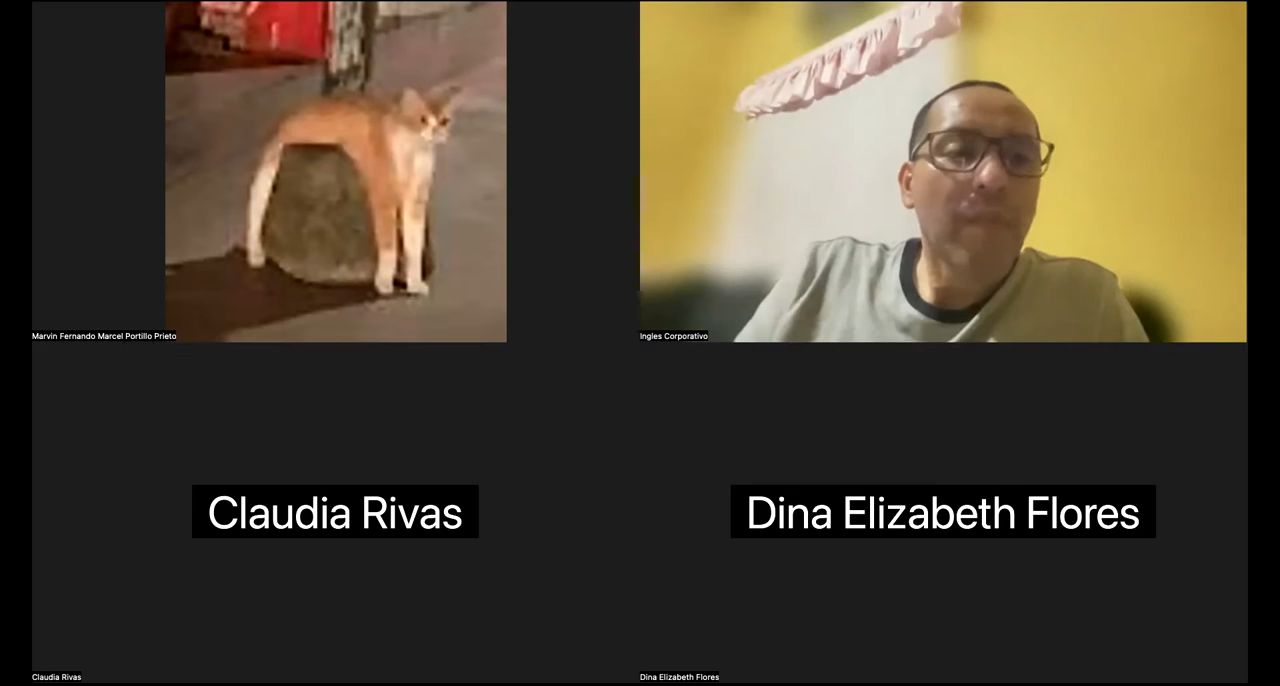 Marvin Fernando Marcel Portillo Prieto
Ingles Corporativo
Claudia Rivas
Dina Elizabeth Flores
Claudia Rivas
Dina Elizabeth Flores